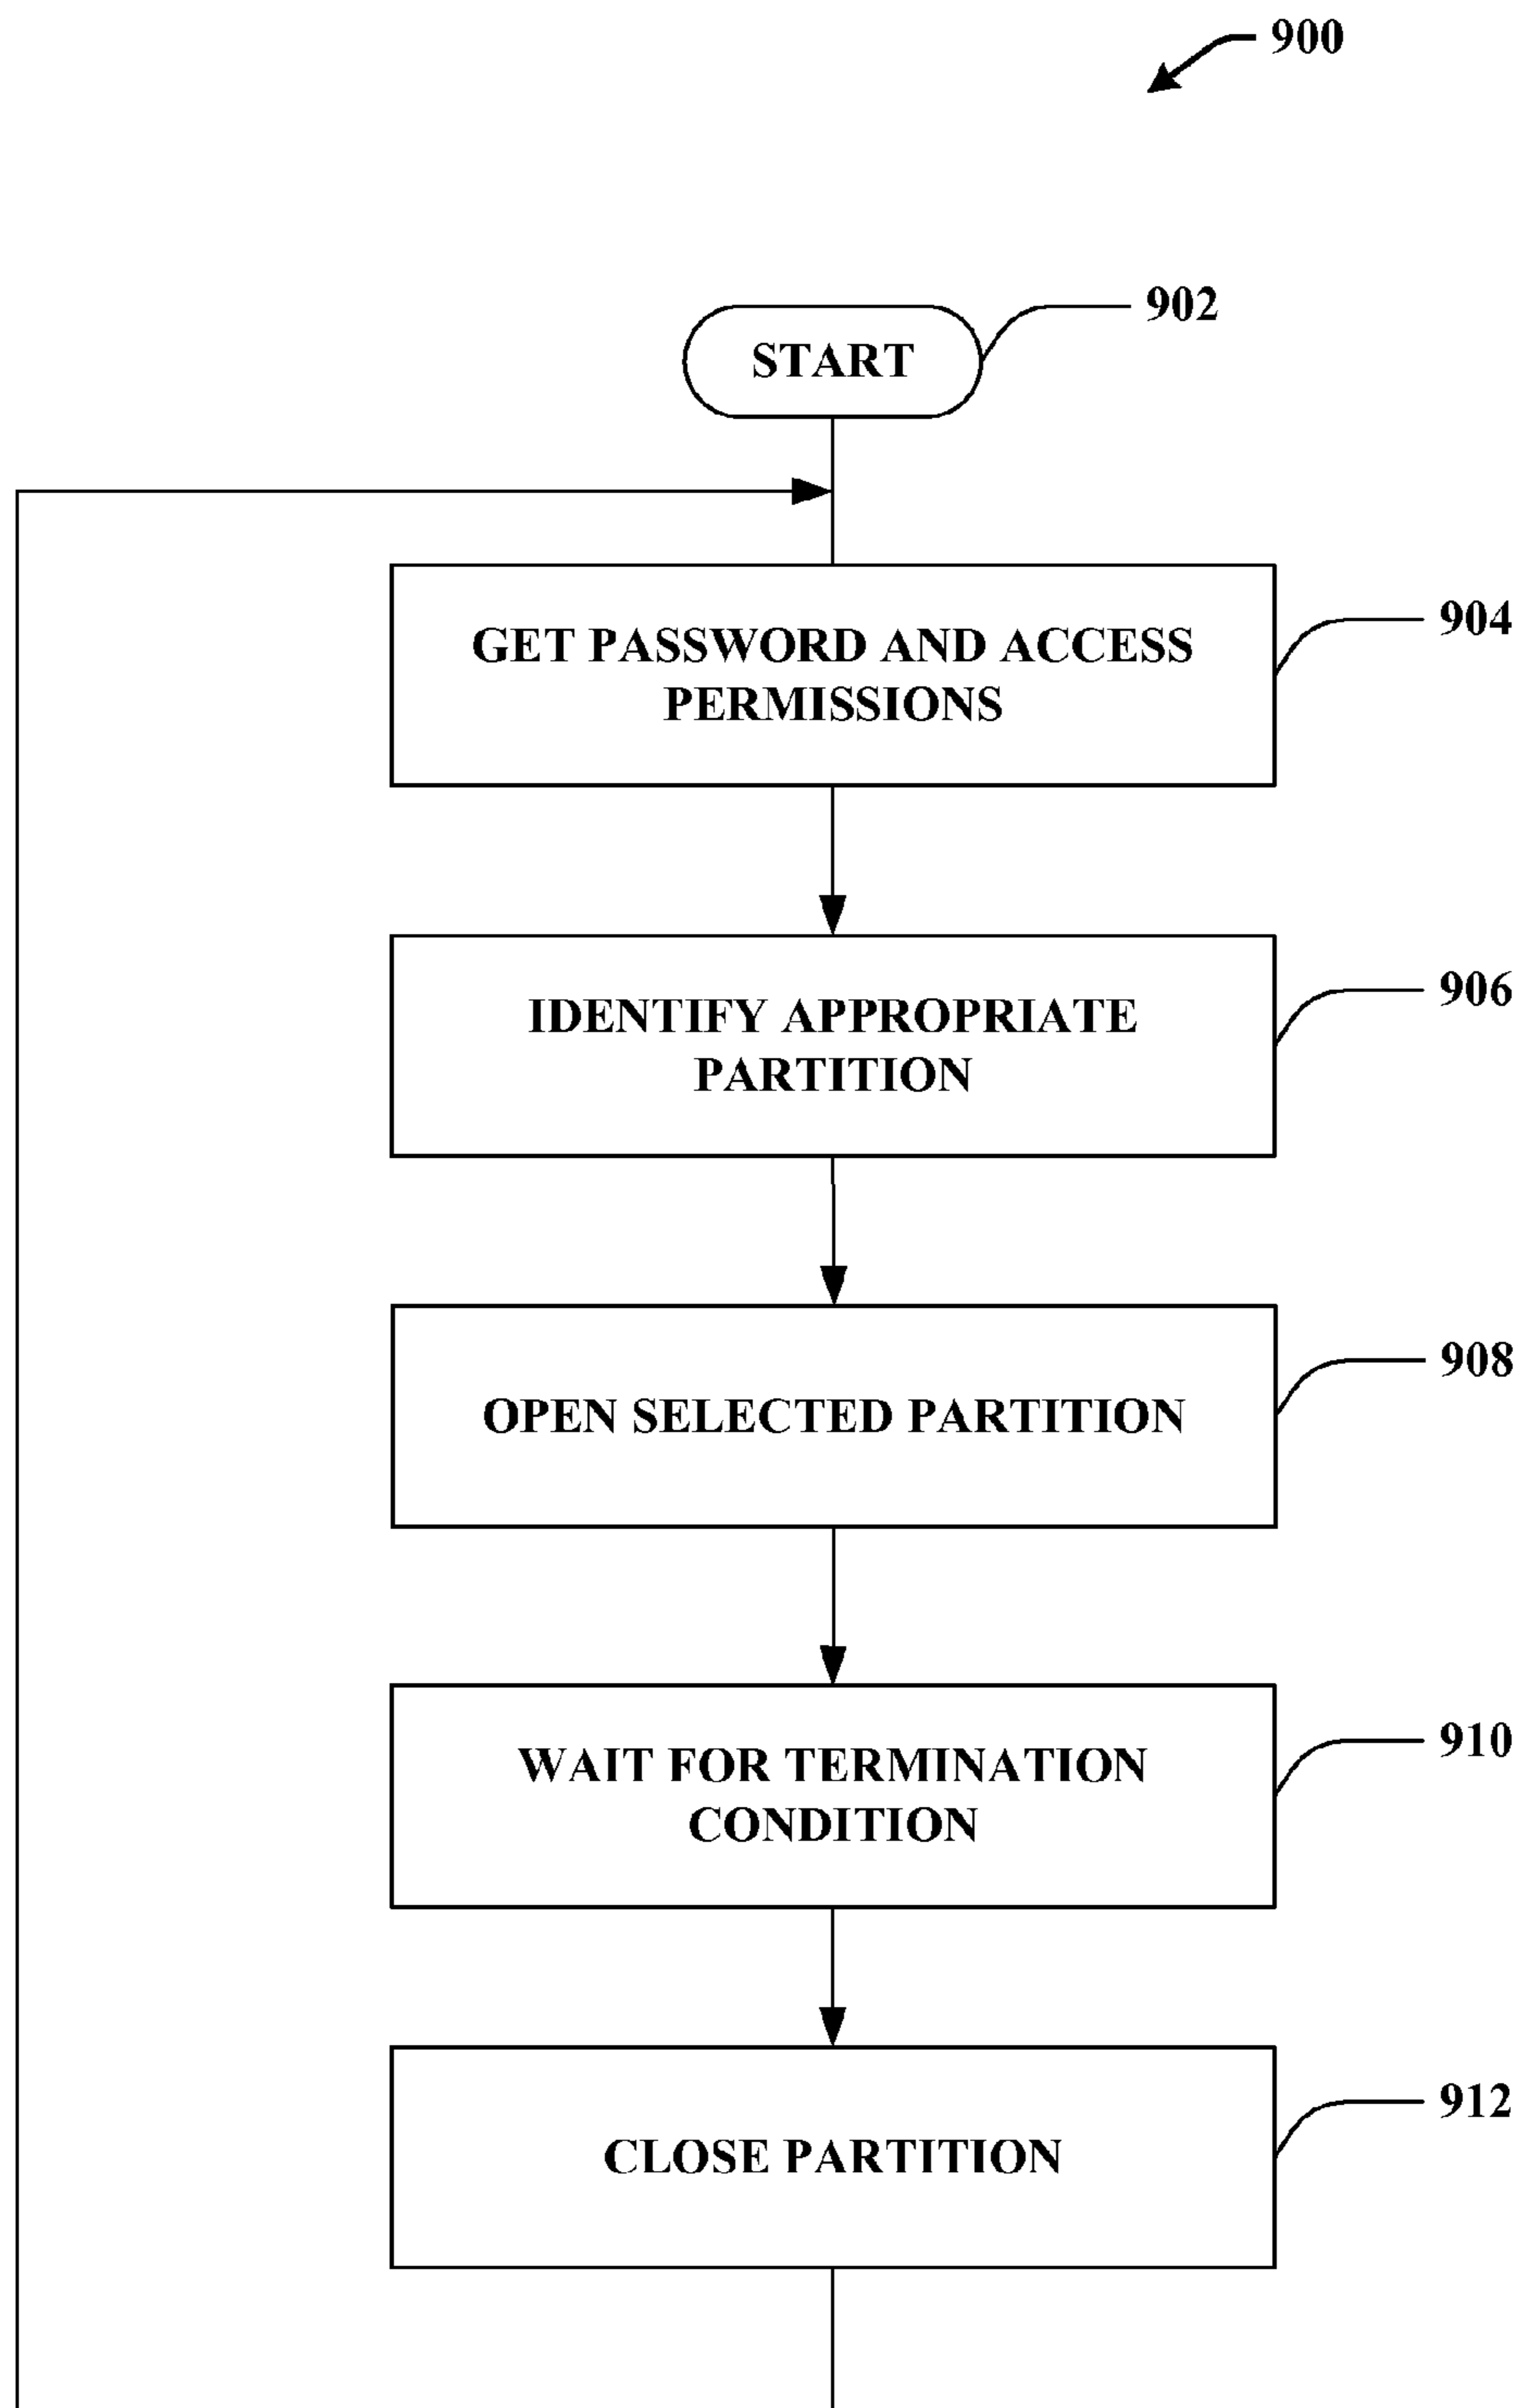 900
902
START
904
GET PASSWORD AND ACCESS
PERMISSIONS
906
IDENTIFY APPROPRIATE
PARTITION
908
OPEN SELECTED PARTITION
910
WAIT FOR TERMINATION
CONDITION
912
CLOSE PARTITION